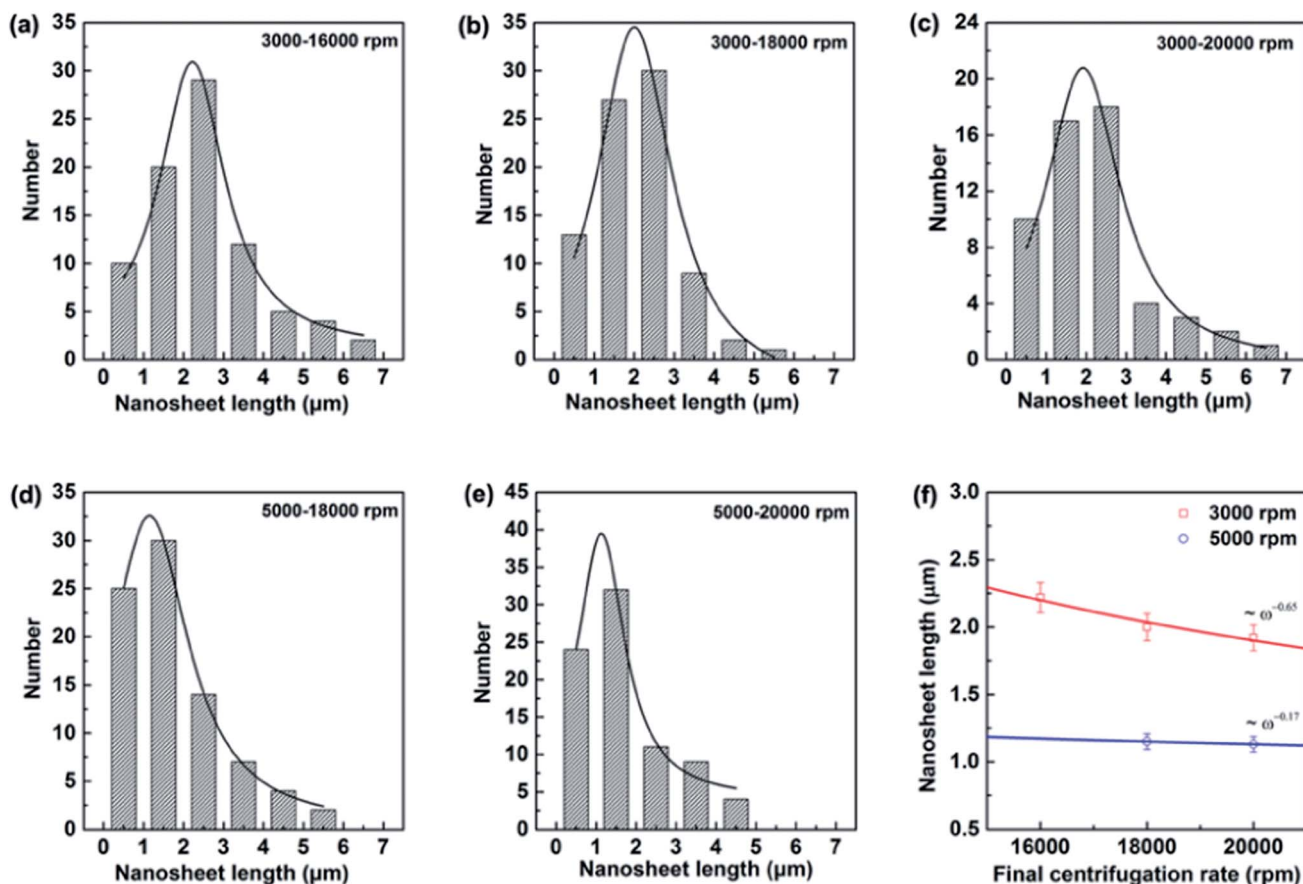 (a)
3000-16000 rpm
Number
35
30
25
20
15
10
5
0
0 1 2 3 4 5 6 7
Nanosheet length (µm)
(b)
3000-18000 rpm
Number
35
30
25
20
15
10
5
0
0 1 2 3 4 5 6 7
Nanosheet length (µm)
(c)
3000-20000 rpm
Number
24
20
16
12
8
4
0
0 1 2 3 4 5 6 7
Nanosheet length (µm)
(d)
5000-18000 rpm
Number
35
30
25
20
15
10
5
0
0 1 2 3 4 5 6 7
Nanosheet length (µm)
(e)
5000-20000 rpm
Number
45
40
35
30
25
20
15
10
5
0
0 1 2 3 4 5 6 7
Nanosheet length (µm)
(f)
3000 rpm
5000 rpm
Nanosheet length (µm)
3.0
2.5
2.0
1.5
1.0
0.5
~ ω⁻⁰·⁶⁵
~ ω⁻⁰·¹⁷
16000 18000 20000
Final centrifugation rate (rpm)